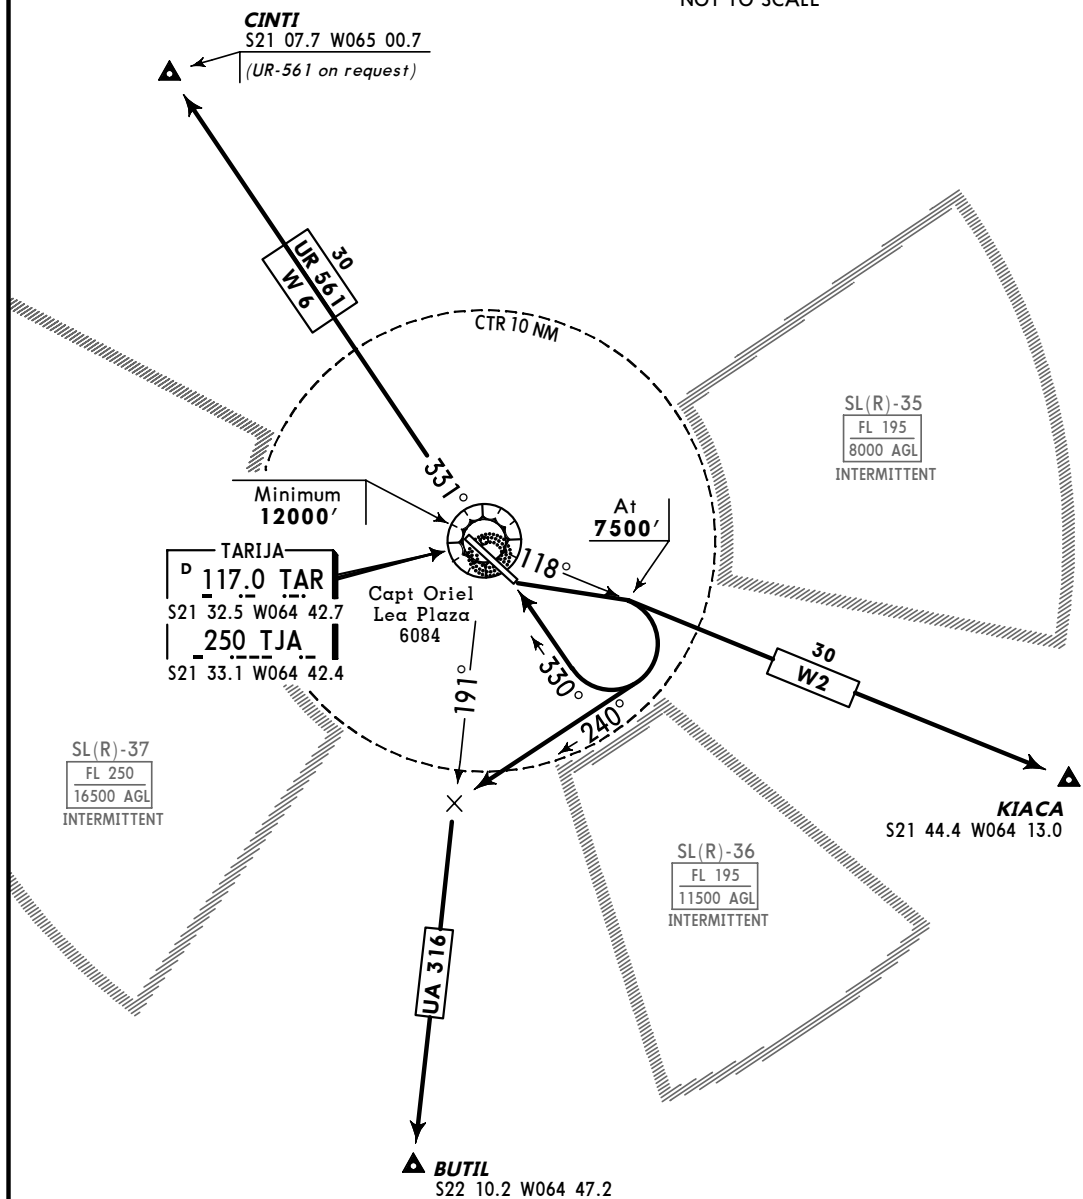 NOT TO SCALE
CINTI
S21 07.7 W065 00.7
(UR-561 on request)
30
UR 561
W 6
CTR 10 NM
SL(R)-35
FL 195
8000 AGL
INTERMITTENT
331°
Minimum
12000'
At
7500'
118°
TARIJA
D 117.0 TAR
S21 32.5 W064 42.7
250 TJA
S21 33.1 W064 42.4
Capt Oriel
Lea Plaza
6084
191°
330°
240°
30
W2
KIACA
S21 44.4 W064 13.0
SL(R)-37
FL 250
16500 AGL
INTERMITTENT
SL(R)-36
FL 195
11500 AGL
INTERMITTENT
UA 316
BUTIL
S22 10.2 W064 47.2